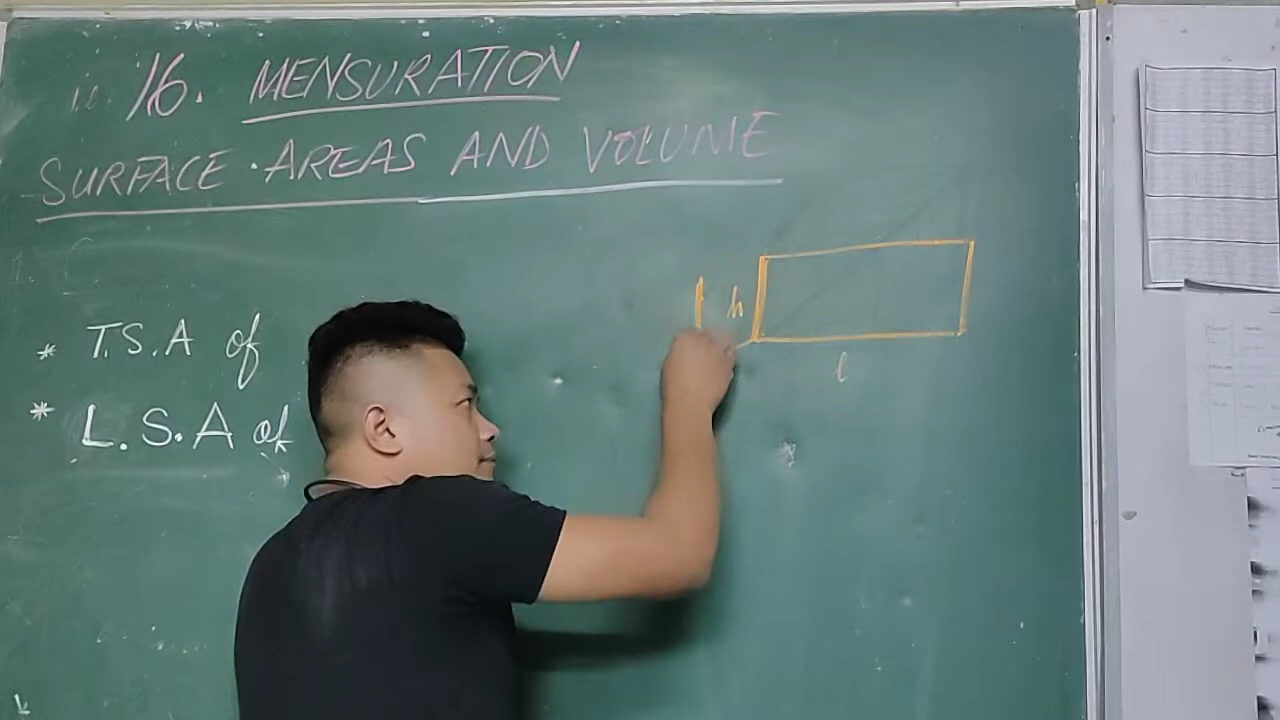 16. MENSURATION
SURFACE AREAS AND VOLUME
* T.S.A of
* L.S.A of
h
l